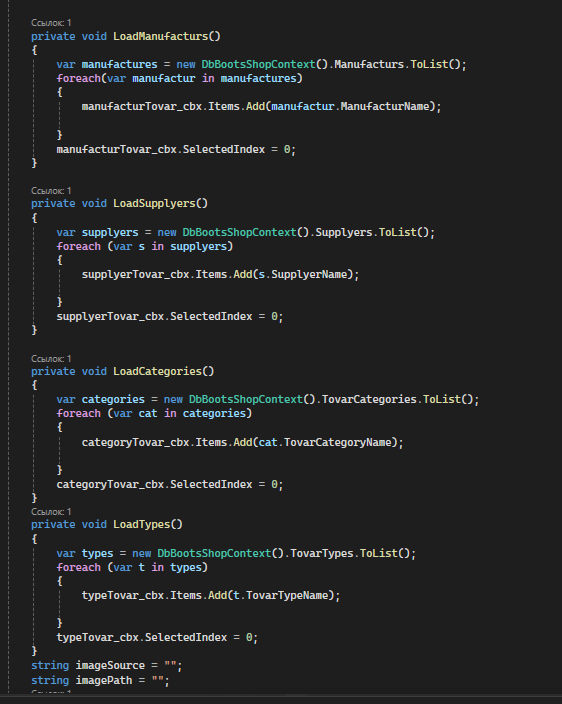 Ссылок: 1
private void LoadManufacturs()
{
var manufactures = new DbBootsShopContext().Manufacturs.ToList();
foreach(var manufactur in manufactures)
{
manufacturTovar_cbx.Items.Add(manufactur.ManufacturName);
}
manufacturTovar_cbx.SelectedIndex = 0;
}
Ссылок: 1
private void LoadSupplyers()
{
var supplyers = new DbBootsShopContext().Supplyers.ToList();
foreach (var s in supplyers)
{
supplyerTovar_cbx.Items.Add(s.SupplyerName);
}
supplyerTovar_cbx.SelectedIndex = 0;
}
Ссылок: 1
private void LoadCategories()
{
var categories = new DbBootsShopContext().TovarCategories.ToList();
foreach (var cat in categories)
{
categoryTovar_cbx.Items.Add(cat.TovarCategoryName);
}
categoryTovar_cbx.SelectedIndex = 0;
}
Ссылок: 1
private void LoadTypes()
{
var types = new DbBootsShopContext().TovarTypes.ToList();
foreach (var t in types)
{
typeTovar_cbx.Items.Add(t.TovarTypeName);
}
typeTovar_cbx.SelectedIndex = 0;
}
string imageSource = "";
string imagePath = "";